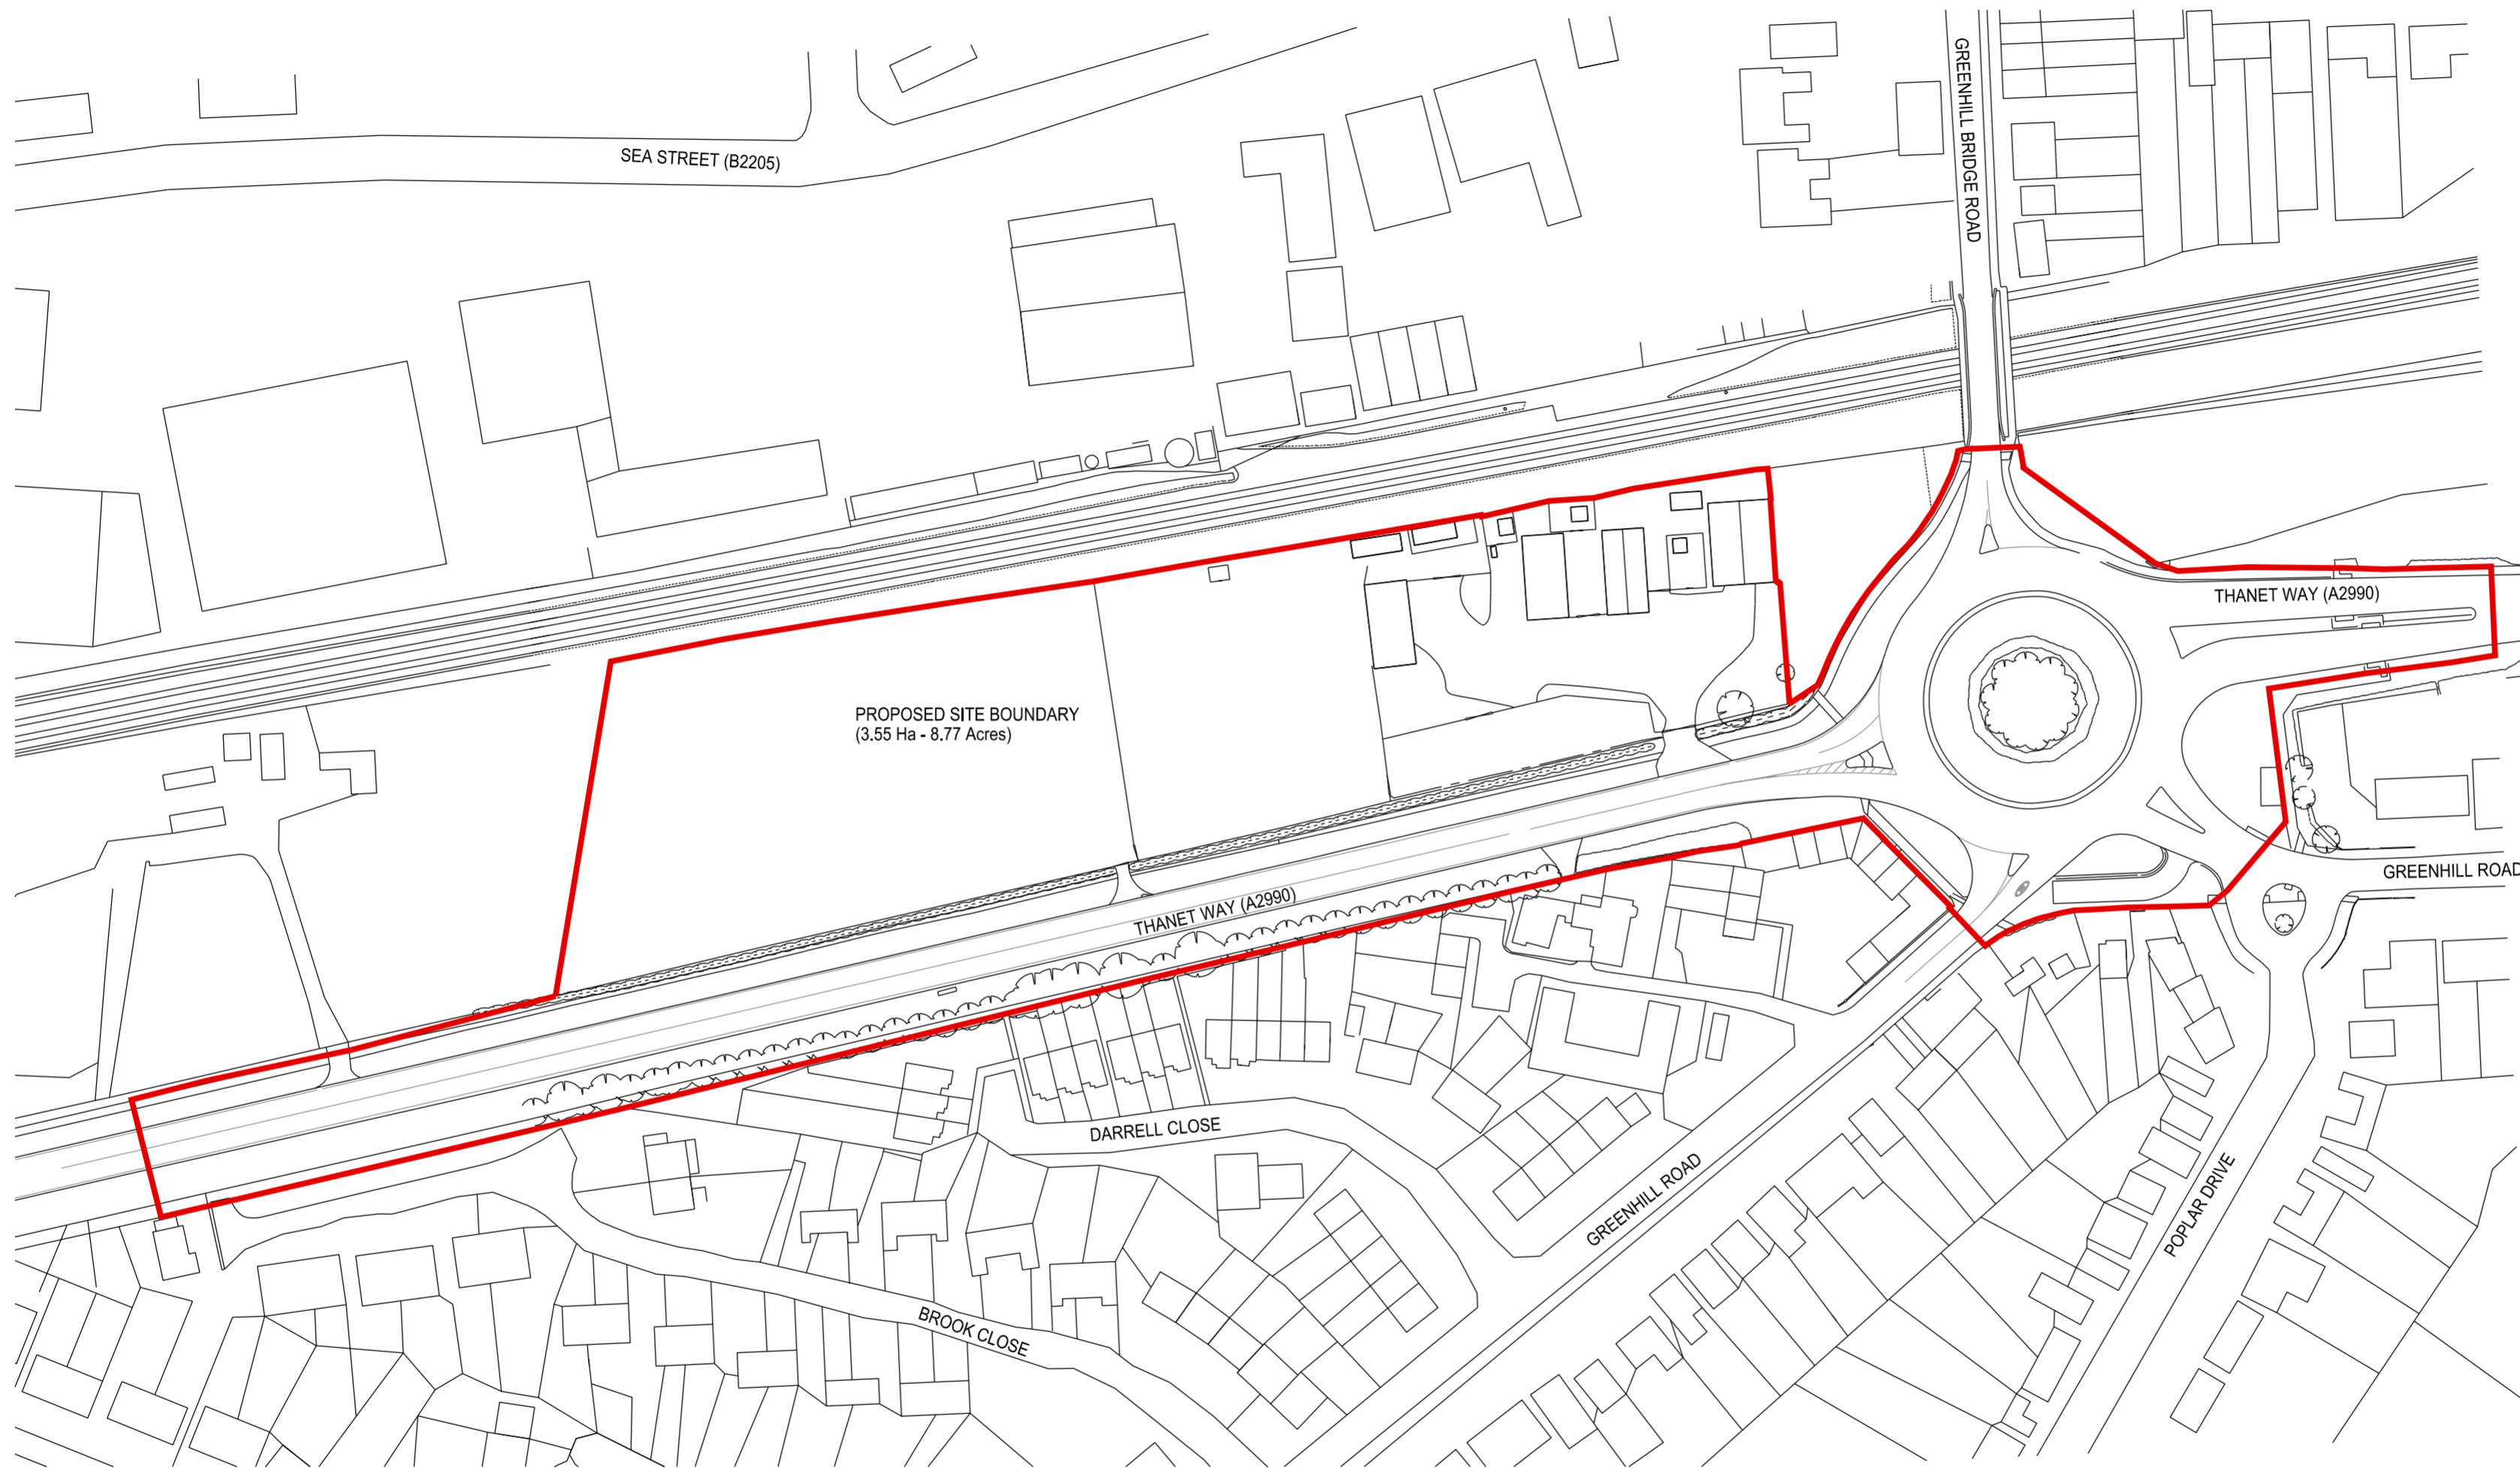 GREENHILL BRIDGE ROAD
SEA STREET (B2205)
THANET WAY (A2990)
PROPOSED SITE BOUNDARY
(3.55 Ha - 8.77 Acres)
GREENHILL ROAD
THANET WAY (A2990)
DARRELL CLOSE
GREENHILL ROAD
POPLAR DRIVE
BROOK CLOSE